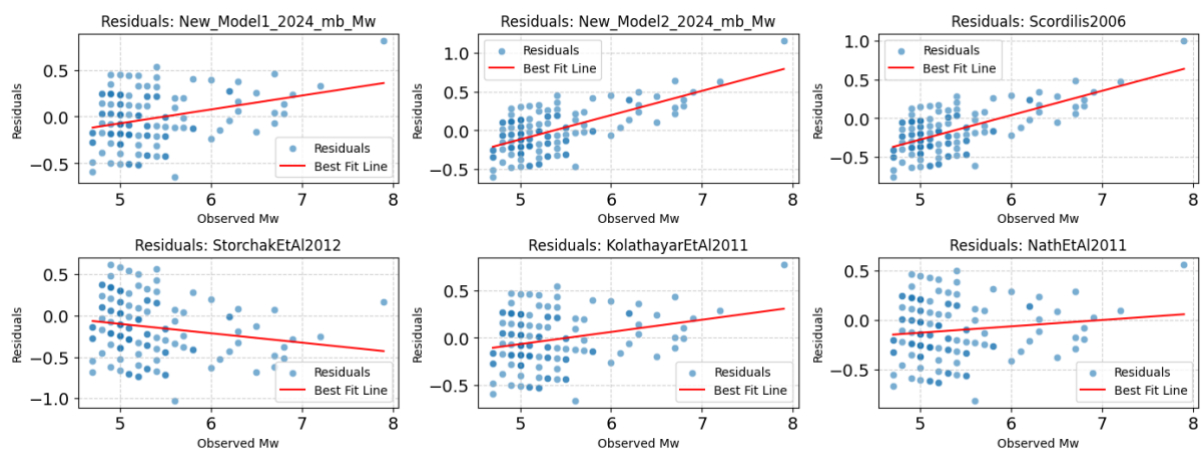 Residuals: New_Model1_2024_mb_Mw
0.5
0.0
−0.5
Residuals
Residuals
Best Fit Line
5 6 7 8
Observed Mw
Residuals: New_Model2_2024_mb_Mw
1.0
0.5
0.0
−0.5
Residuals
Residuals
Best Fit Line
5 6 7 8
Observed Mw
Residuals: Scordilis2006
1.0
0.5
0.0
−0.5
Residuals
Residuals
Best Fit Line
5 6 7 8
Observed Mw
Residuals: StorchakEtAl2012
0.5
0.0
−0.5
−1.0
Residuals
Residuals
Best Fit Line
5 6 7 8
Observed Mw
Residuals: KolathayarEtAl2011
0.5
0.0
−0.5
Residuals
Residuals
Best Fit Line
5 6 7 8
Observed Mw
Residuals: NathEtAl2011
0.5
0.0
−0.5
Residuals
Residuals
Best Fit Line
5 6 7 8
Observed Mw